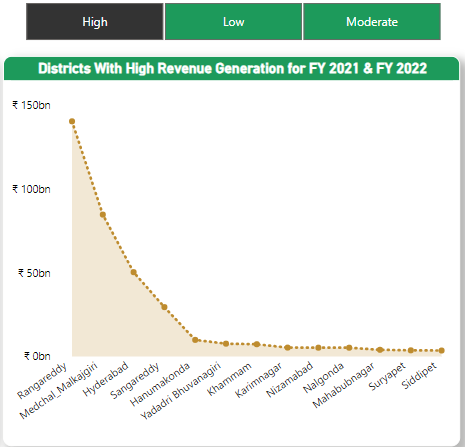 High
Low
Moderate
Districts With High Revenue Generation for FY 2021 & FY 2022
₹ 150bn
₹ 100bn
₹ 50bn
₹ 0bn
Rangareddy
Medchal_Malkajgiri
Hyderabad
Sangareddy
Hanumakonda
Yadadri Bhuvanagiri
Khammam
Karimnagar
Nizamabad
Nalgonda
Mahabubnagar
Suryapet
Siddipet